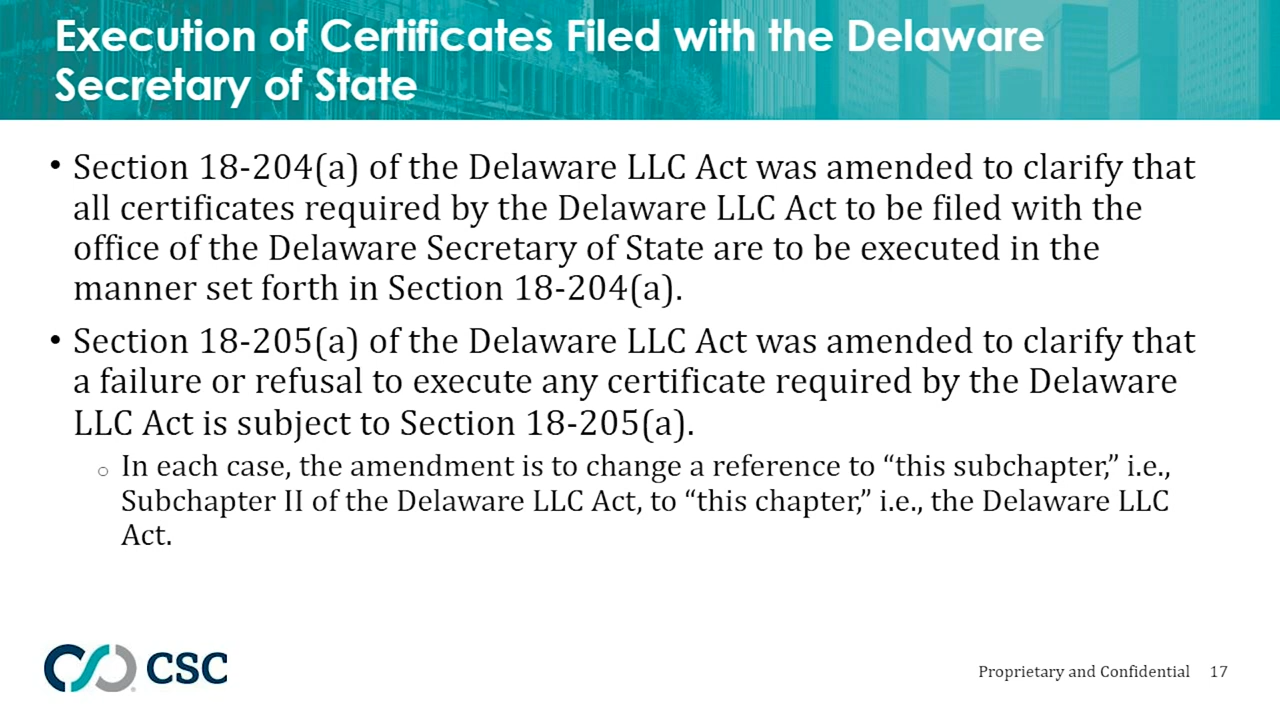 Execution of Certificates Filed with the Delaware
Secretary of State
• Section 18-204(a) of the Delaware LLC Act was amended to clarify that
all certificates required by the Delaware LLC Act to be filed with the
office of the Delaware Secretary of State are to be executed in the
manner set forth in Section 18-204(a).
• Section 18-205(a) of the Delaware LLC Act was amended to clarify that
a failure or refusal to execute any certificate required by the Delaware
LLC Act is subject to Section 18-205(a).
o In each case, the amendment is to change a reference to “this subchapter,” i.e.,
Subchapter II of the Delaware LLC Act, to “this chapter,” i.e., the Delaware LLC
Act.
CSC
Proprietary and Confidential 17